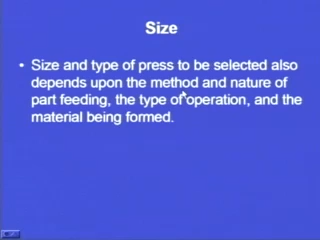 Size
• Size and type of press to be selected also
depends upon the method and nature of
part feeding, the type of operation, and the
material being formed.